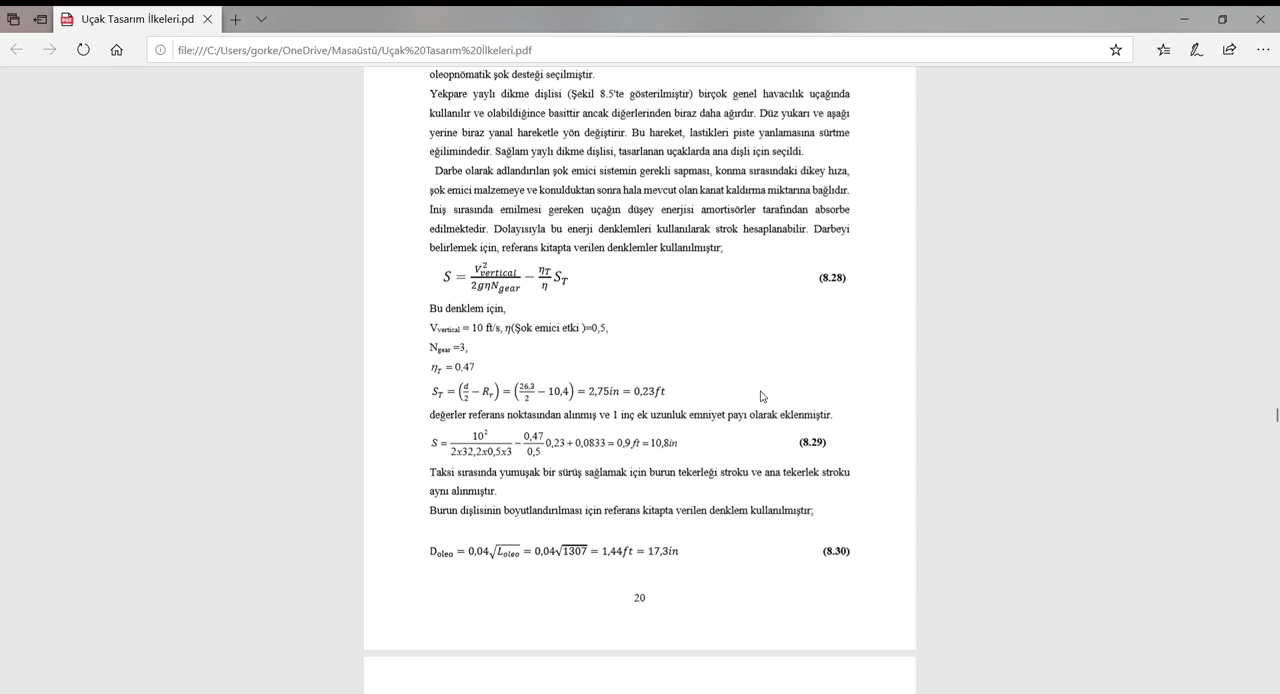 Uçak Tasarım İlkeleri.pd
file:///C:/Users/gorke/OneDrive/Masaüstü/Uçak%20Tasarım%20İlkeleri.pdf
oleopnömatik şok desteği seçilmiştir.
Yekpare yaylı dikme dişlisi (Şekil 8.5'te gösterilmiştir) birçok genel havacılık uçağında
kullanılır ve olabildiğince basittir ancak diğerlerinden biraz daha ağırdır. Düz yukarı ve aşağı
yerine biraz yanal hareketle yön değiştirir. Bu hareket, lastikleri piste yanlamasına sürtme
eğilimindedir. Sağlam yaylı dikme dişlisi, tasarlanan uçaklarda ana dişli için seçildi.
Darbe olarak adlandırılan şok emici sistemin gerekli sapması, konma sırasındaki dikey hıza,
şok emici malzemeye ve konulduktan sonra hala mevcut olan kanat kaldırma miktarına bağlıdır.
İniş sırasında emilmesi gereken uçağın düşey enerjisi amortisörler tarafından absorbe
edilmektedir. Dolayısıyla bu enerji denklemleri kullanılarak strok hesaplanabilir. Darbeyi
belirlemek için, referans kitapta verilen denklemler kullanılmıştır;
S = V²vertical / 2gηNgear − ηT/η ST (8.28)
Bu denklem için,
Vvertical = 10 ft/s, η(Şok emici etki )=0,5,
Ngear =3,
ηT = 0,47
ST = (d/2 − Rr) = (26,3/2 − 10,4) = 2,75in = 0,23ft
değerler referans noktasından alınmış ve 1 inç ek uzunluk emniyet payı olarak eklenmiştir.
S = 10² / 2x32,2x0,5x3 − 0,47/0,5 0,23 + 0,0833 = 0,9 ft = 10,8in (8.29)
Taksi sırasında yumuşak bir sürüş sağlamak için burun tekerleği stroku ve ana tekerlek stroku
aynı alınmıştır.
Burun dişlisinin boyutlandırılması için referans kitapta verilen denklem kullanılmıştır;
Doleo = 0,04√Loleo = 0,04√1307 = 1,44ft = 17,3in (8.30)
20